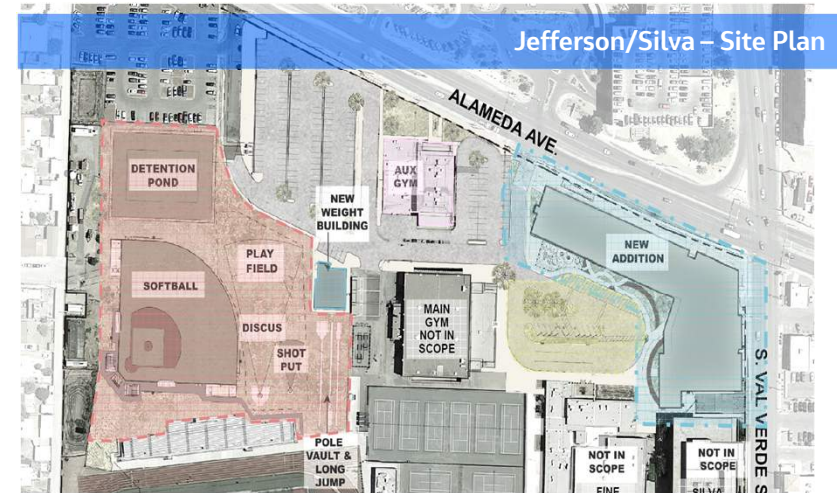 Jefferson/Silva – Site Plan
ALAMEDA AVE.
DETENTION
POND
AUX
GYM
NEW
WEIGHT
BUILDING
NEW
ADDITION
PLAY
FIELD
SOFTBALL
MAIN
GYM
NOT IN
SCOPE
DISCUS
SHOT
PUT
S. VAL VERDE S
POLE
VAULT &
LONG
JUMP
NOT IN
SCOPE
FINE
NOT IN
SCOPE
SILVA